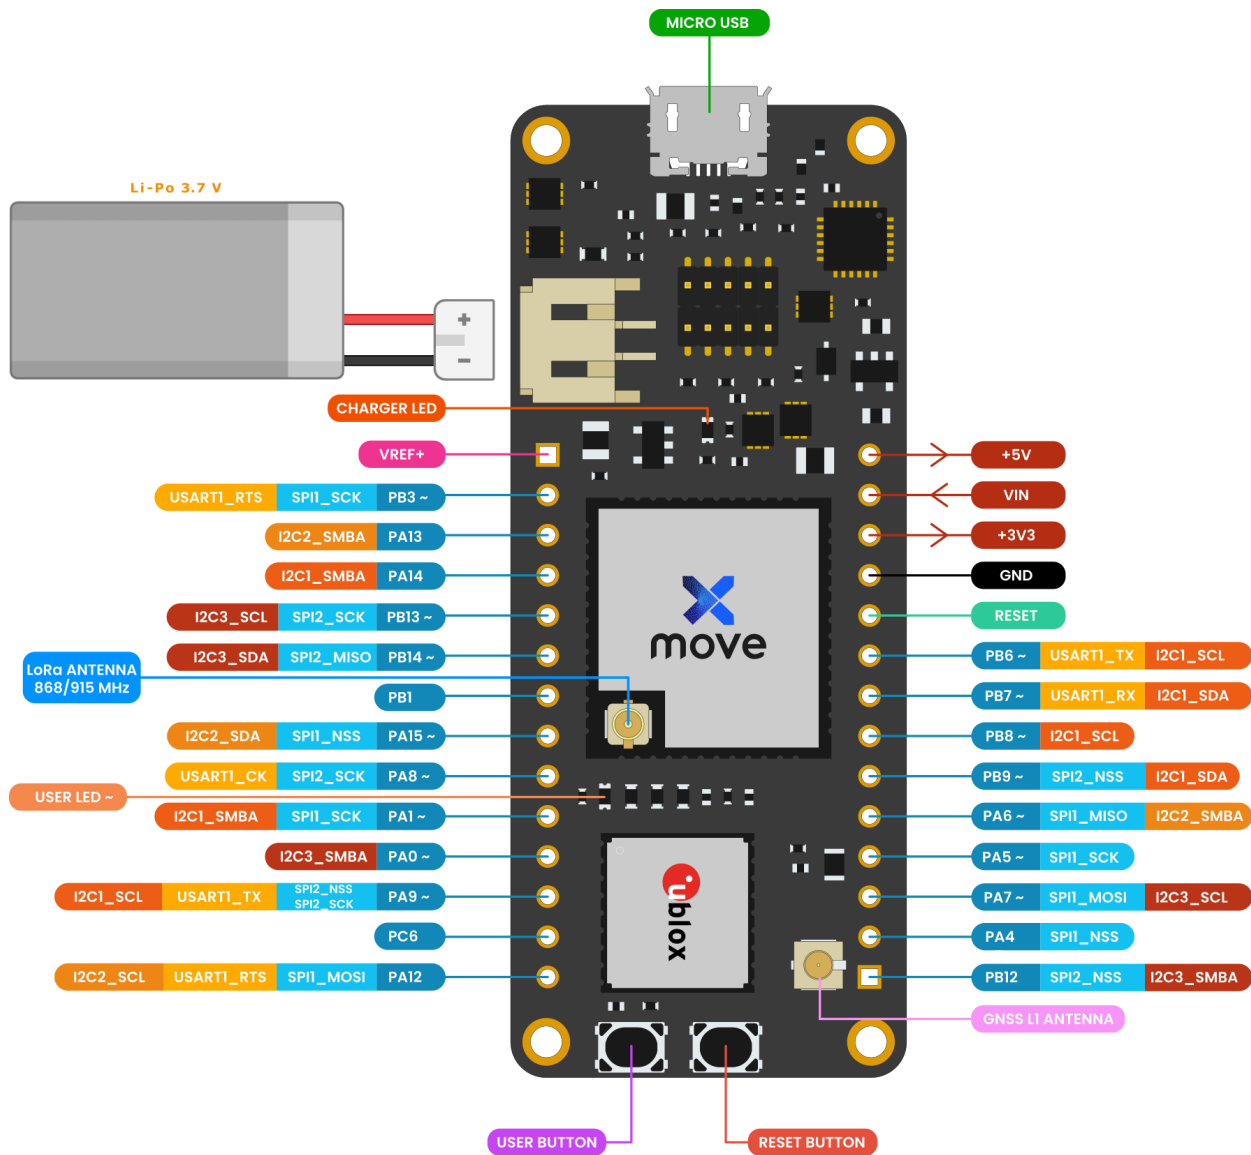 MICRO USB
Li-Po 3.7 V
+
−
CHARGER LED
VREF+
USART1_RTS SPI1_SCK PB3 ~
I2C2_SMBA PA13
I2C1_SMBA PA14
I2C3_SCL SPI2_SCK PB13 ~
I2C3_SDA SPI2_MISO PB14 ~
LoRa ANTENNA
868/915 MHz
PB1
I2C2_SDA SPI1_NSS PA15 ~
USART1_CK SPI2_SCK PA8 ~
USER LED ~
I2C1_SMBA SPI1_SCK PA1 ~
I2C3_SMBA PA0 ~
I2C1_SCL USART1_TX SPI2_NSS SPI2_SCK PA9 ~
PC6
I2C2_SCL USART1_RTS SPI1_MOSI PA12
move
ublox
+5V
VIN
+3V3
GND
RESET
PB6 ~ USART1_TX I2C1_SCL
PB7 ~ USART1_RX I2C1_SDA
PB8 ~ I2C1_SCL
PB9 ~ SPI2_NSS I2C1_SDA
PA6 ~ SPI1_MISO I2C2_SMBA
PA5 ~ SPI1_SCK
PA7 ~ SPI1_MOSI I2C3_SCL
PA4 SPI1_NSS
PB12 SPI2_NSS I2C3_SMBA
GNSS L1 ANTENNA
USER BUTTON
RESET BUTTON